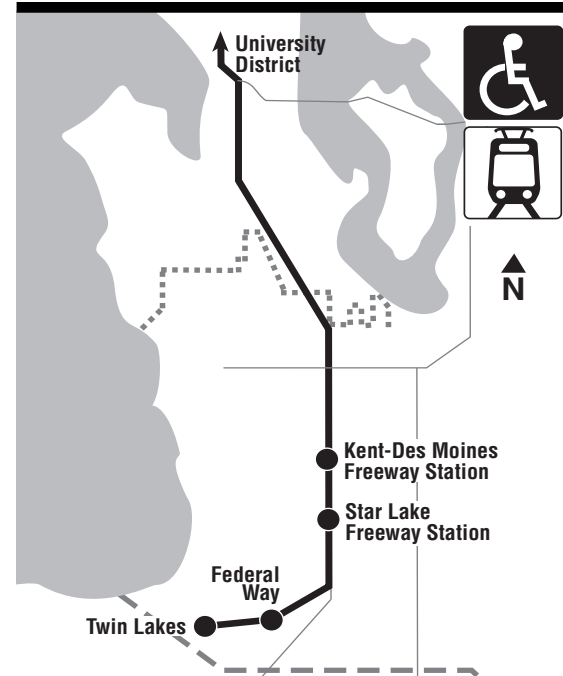 University
District
N
Kent-Des Moines
Freeway Station
Star Lake
Freeway Station
Federal
Way
Twin Lakes